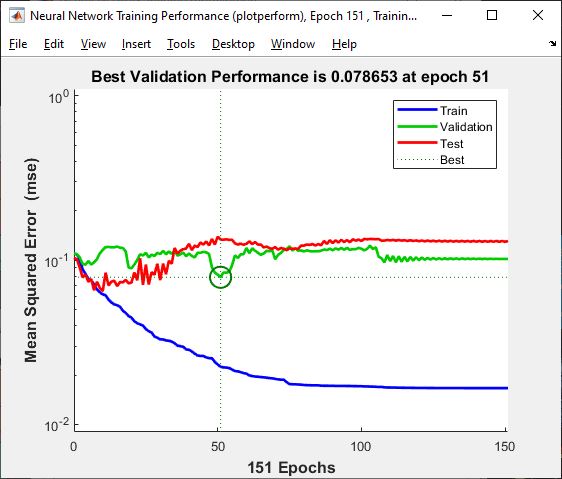 Neural Network Training Performance (plotperform), Epoch 151 , Trainin...
File Edit View Insert Tools Desktop Window Help
Best Validation Performance is 0.078653 at epoch 51
Train
Validation
Test
Best
Mean Squared Error (mse)
10^0
10^-1
10^-2
0 50 100 150
151 Epochs